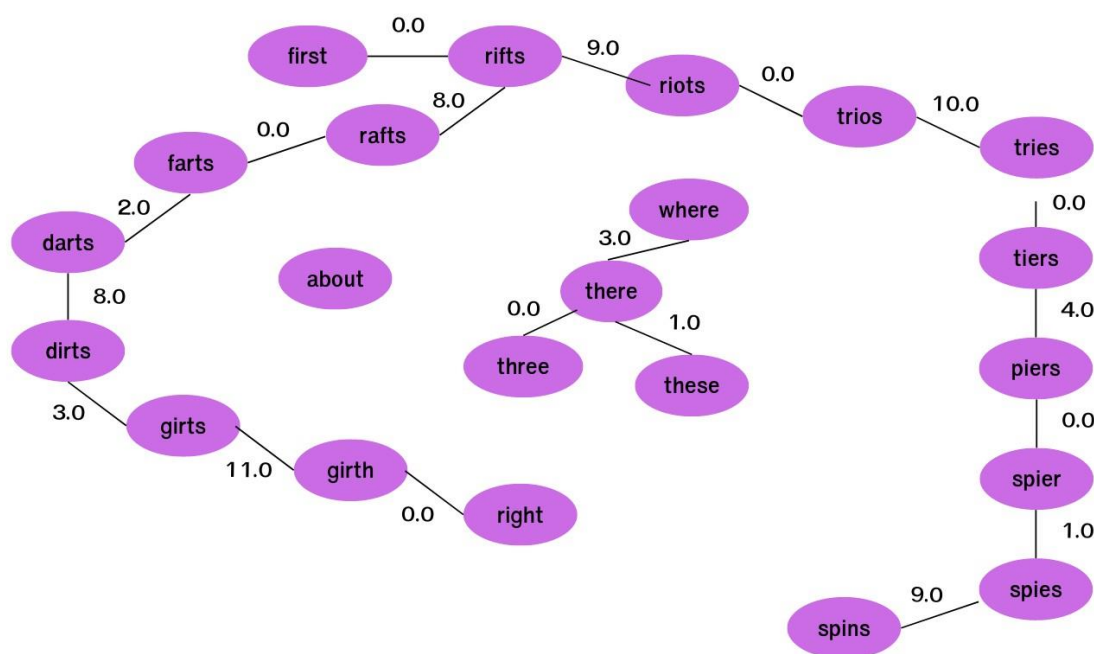 first
0.0
rifts
9.0
riots
0.0
trios
10.0
tries
8.0
rafts
0.0
farts
2.0
darts
8.0
dirts
3.0
girts
11.0
girth
0.0
right
about
where
3.0
there
0.0
1.0
three
these
0.0
tiers
4.0
piers
0.0
spier
1.0
spies
9.0
spins